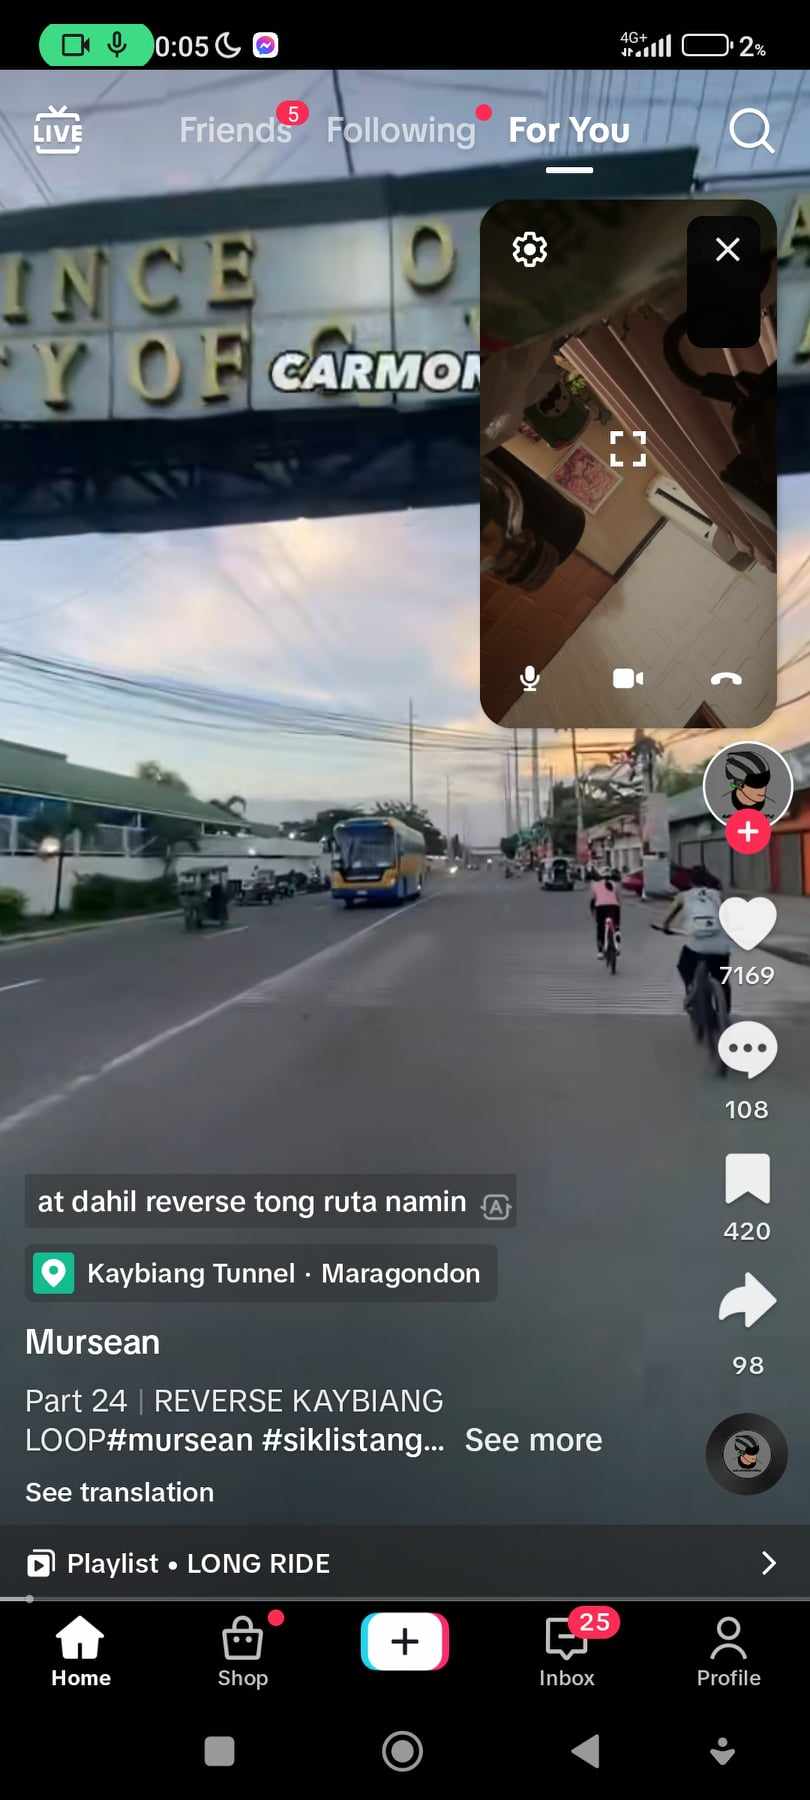 0:05
4G+
2%
LIVE
Friends 5
Following
For You
INCE O
Y OF
CARMON
7169
108
420
98
at dahil reverse tong ruta namin
Kaybiang Tunnel · Maragondon
Mursean
Part 24 | REVERSE KAYBIANG
LOOP#mursean #siklistang... See more
See translation
Playlist • LONG RIDE
Home
Shop
Inbox 25
Profile